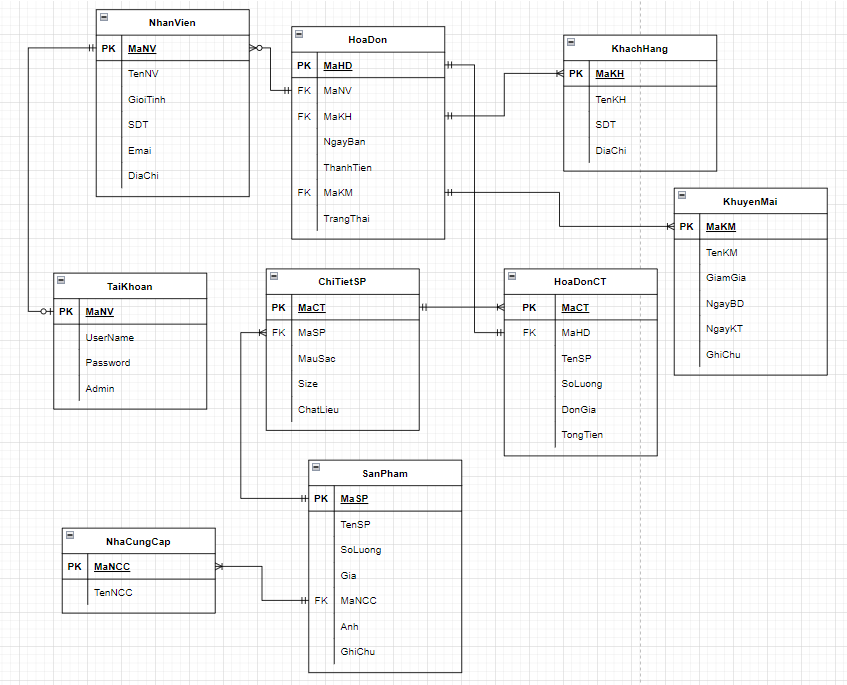 NhanVien
PK MaNV
TenNV
GioiTinh
SDT
Emai
DiaChi
HoaDon
PK MaHD
FK MaNV
FK MaKH
NgayBan
ThanhTien
FK MaKM
TrangThai
KhachHang
PK MaKH
TenKH
SDT
DiaChi
KhuyenMai
PK MaKM
TenKM
GiamGia
NgayBD
NgayKT
GhiChu
TaiKhoan
PK MaNV
UserName
Password
Admin
ChiTietSP
PK MaCT
FK MaSP
MauSac
Size
ChatLieu
HoaDonCT
PK MaCT
FK MaHD
TenSP
SoLuong
DonGia
TongTien
SanPham
PK MaSP
TenSP
SoLuong
Gia
FK MaNCC
Anh
GhiChu
NhaCungCap
PK MaNCC
TenNCC